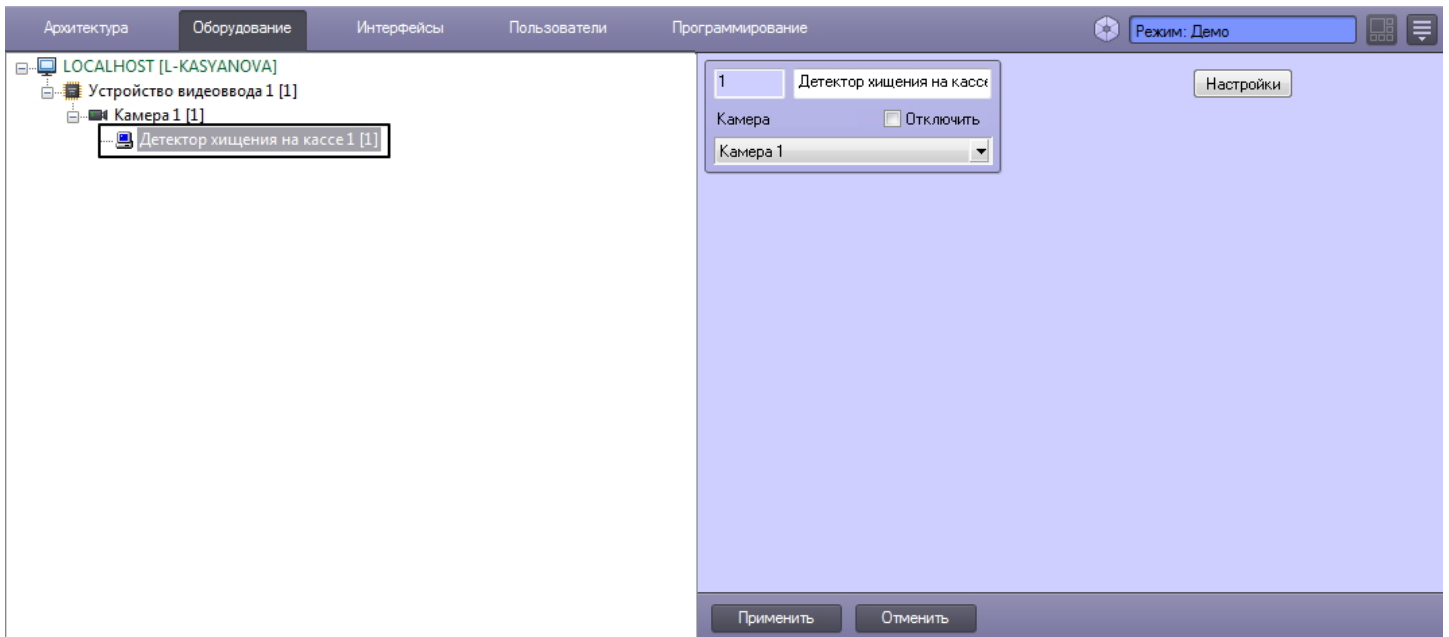 Архитектура Оборудование Интерфейсы Пользователи Программирование Режим: Демо
LOCALHOST [L-KASYANOVA]
Устройство видеоввода 1 [1]
Камера 1 [1]
Детектор хищения на кассе 1 [1]
1 Детектор хищения на кассе
Настройки
Камера Отключить
Камера 1
Применить Отменить